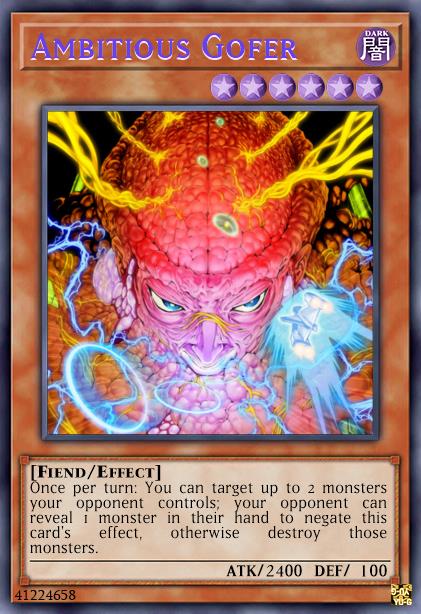 Ambitious Gofer
DARK
闇
[Fiend/Effect]
Once per turn: You can target up to 2 monsters
your opponent controls; your opponent can
reveal 1 monster in their hand to negate this
card's effect, otherwise destroy those
monsters.
ATK/2400 DEF/ 100
41224658